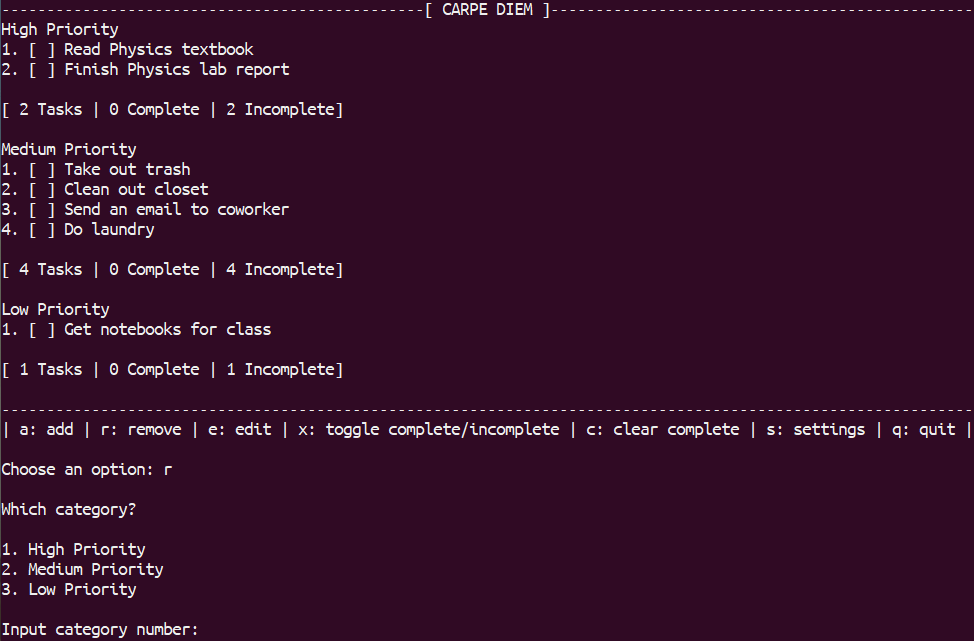 -----------------------------------------------[ CARPE DIEM ]-----------------------------------------------
High Priority
1. [ ] Read Physics textbook
2. [ ] Finish Physics lab report
[ 2 Tasks | 0 Complete | 2 Incomplete]
Medium Priority
1. [ ] Take out trash
2. [ ] Clean out closet
3. [ ] Send an email to coworker
4. [ ] Do laundry
[ 4 Tasks | 0 Complete | 4 Incomplete]
Low Priority
1. [ ] Get notebooks for class
[ 1 Tasks | 0 Complete | 1 Incomplete]
------------------------------------------------------------------------------------------------------------
| a: add | r: remove | e: edit | x: toggle complete/incomplete | c: clear complete | s: settings | q: quit |
Choose an option: r
Which category?
1. High Priority
2. Medium Priority
3. Low Priority
Input category number: